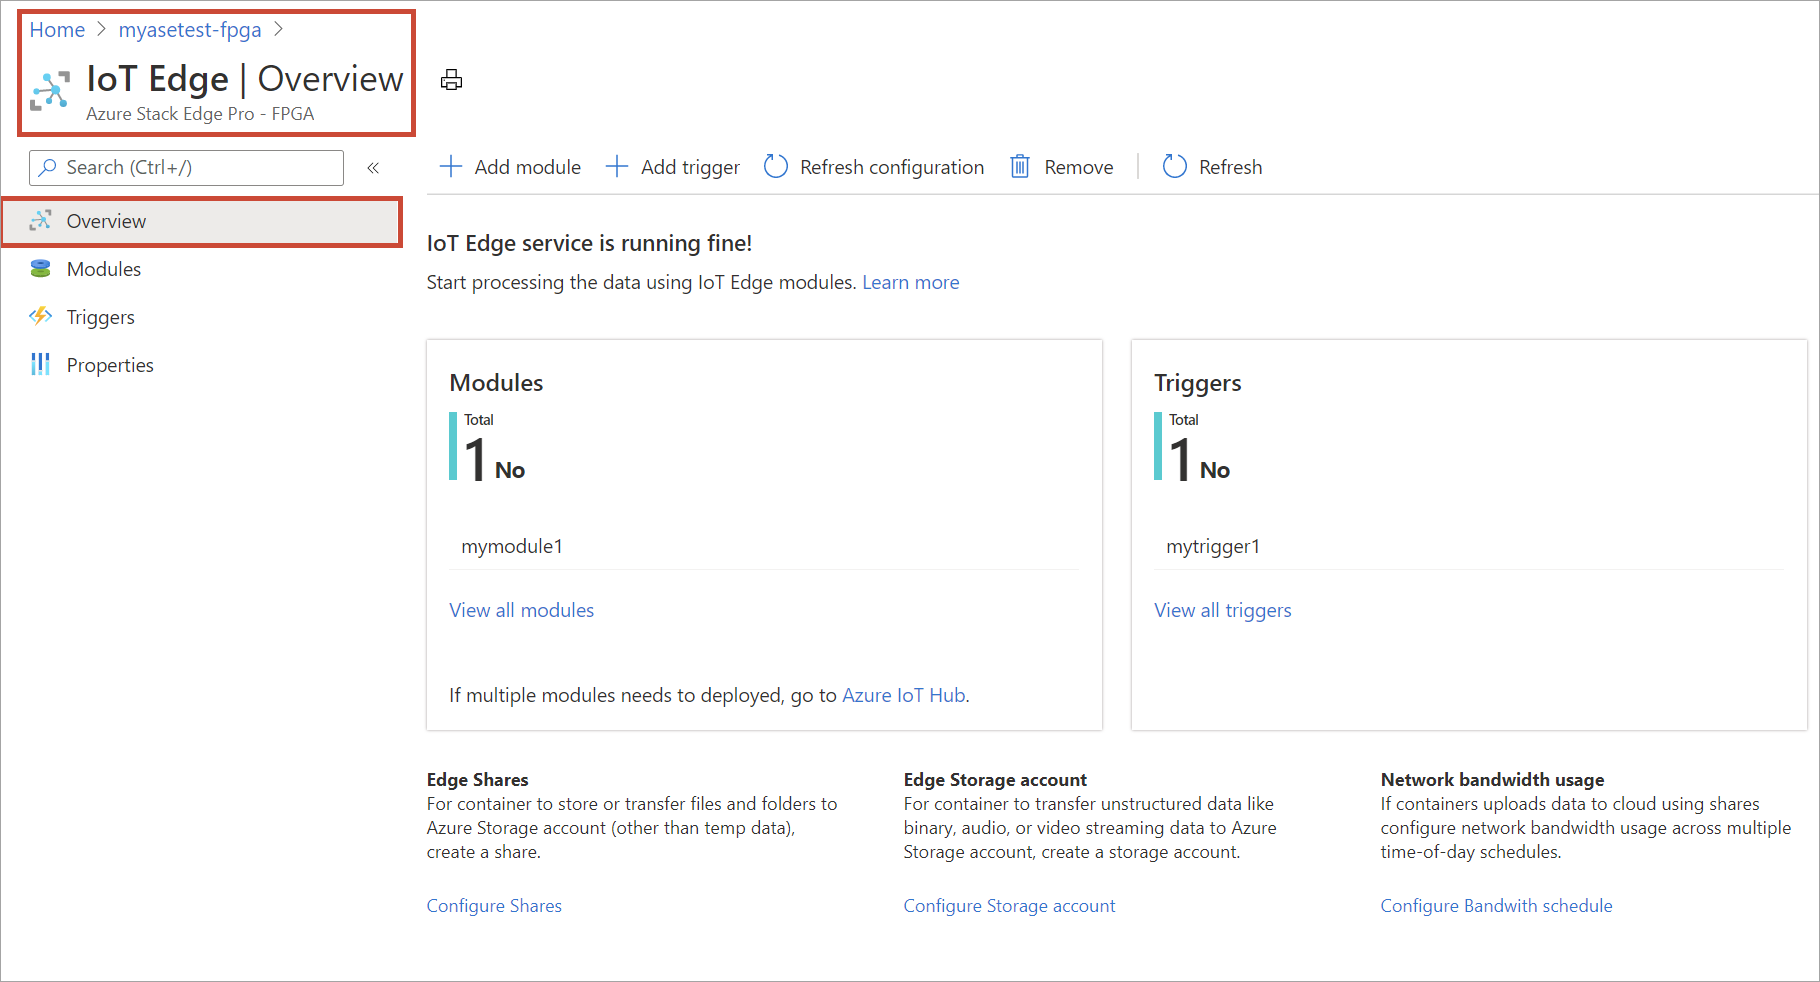 Home > myasetest-fpga >
IoT Edge | Overview
Azure Stack Edge Pro - FPGA
Search (Ctrl+/) «
Add module Add trigger Refresh configuration Remove | Refresh
Overview
Modules
Triggers
Properties
IoT Edge service is running fine!
Start processing the data using IoT Edge modules. Learn more
Modules
Total
1 No
mymodule1
View all modules
If multiple modules needs to deployed, go to Azure IoT Hub.
Triggers
Total
1 No
mytrigger1
View all triggers
Edge Shares
For container to store or transfer files and folders to
Azure Storage account (other than temp data),
create a share.
Configure Shares
Edge Storage account
For container to transfer unstructured data like
binary, audio, or video streaming data to Azure
Storage account, create a storage account.
Configure Storage account
Network bandwidth usage
If containers uploads data to cloud using shares
configure network bandwidth usage across multiple
time-of-day schedules.
Configure Bandwith schedule